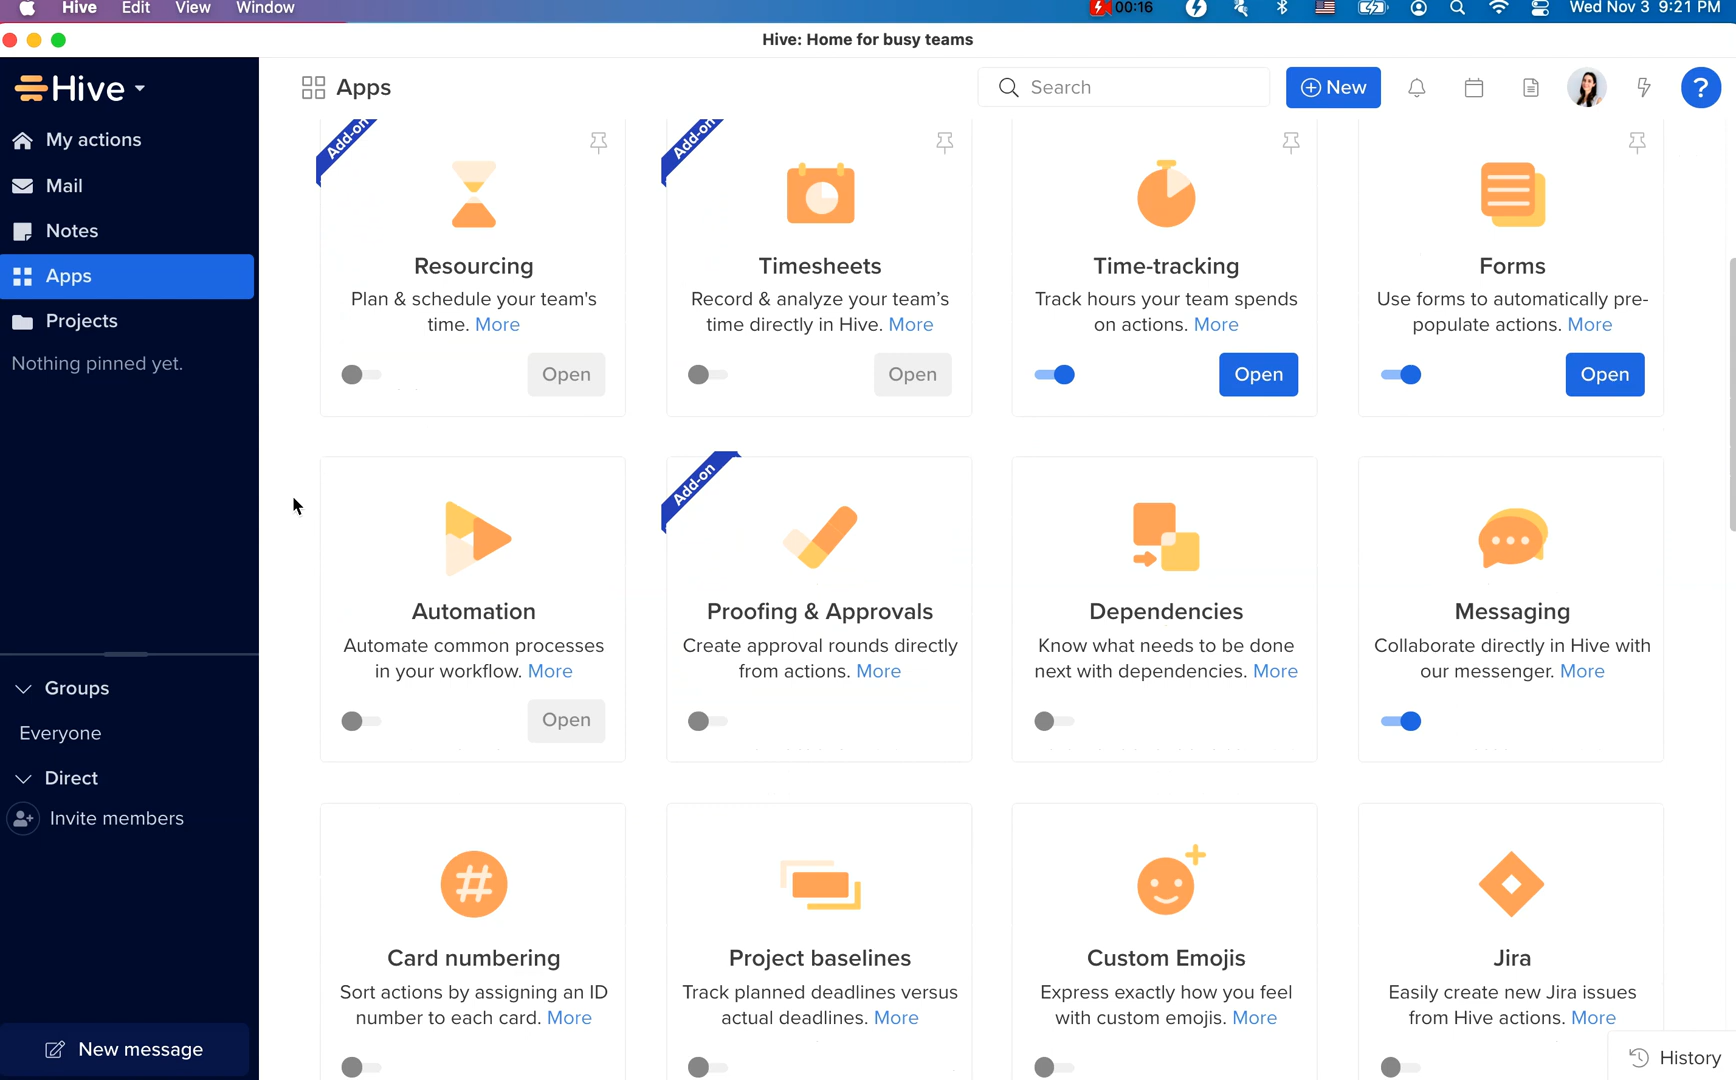 Hive Edit View Window 00:16 Wed Nov 3 9:21 PM
Hive: Home for busy teams
Hive
Apps
Search
New
?
My actions
Mail
Notes
Apps
Projects
Nothing pinned yet.
Groups
Everyone
Direct
Invite members
New message
Add-on
Resourcing
Plan & schedule your team's
time. More
Open
Add-on
Timesheets
Record & analyze your team’s
time directly in Hive. More
Open
Time-tracking
Track hours your team spends
on actions. More
Open
Forms
Use forms to automatically pre-
populate actions. More
Open
Automation
Automate common processes
in your workflow. More
Open
Add-on
Proofing & Approvals
Create approval rounds directly
from actions. More
Dependencies
Know what needs to be done
next with dependencies. More
Messaging
Collaborate directly in Hive with
our messenger. More
#
Card numbering
Sort actions by assigning an ID
number to each card. More
Project baselines
Track planned deadlines versus
actual deadlines. More
Custom Emojis
Express exactly how you feel
with custom emojis. More
Jira
Easily create new Jira issues
from Hive actions. More
History